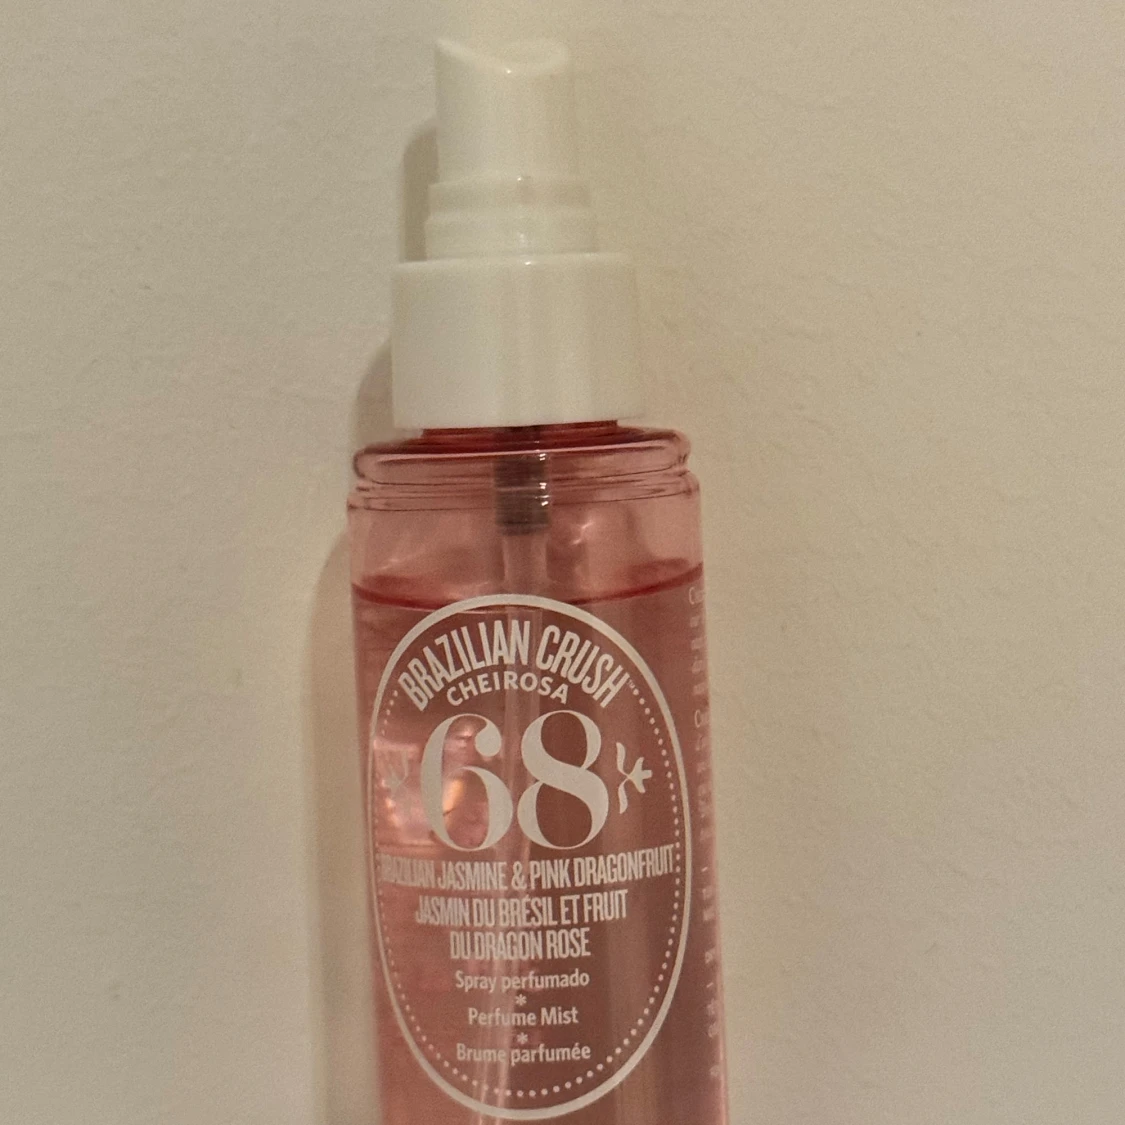 BRAZILIAN CRUSH™
CHEIROSA
68
BRAZILIAN JASMINE & PINK DRAGONFRUIT
JASMIN DU BRÉSIL ET FRUIT
DU DRAGON ROSE
Spray perfumado
*
Perfume Mist
*
Brume parfumée